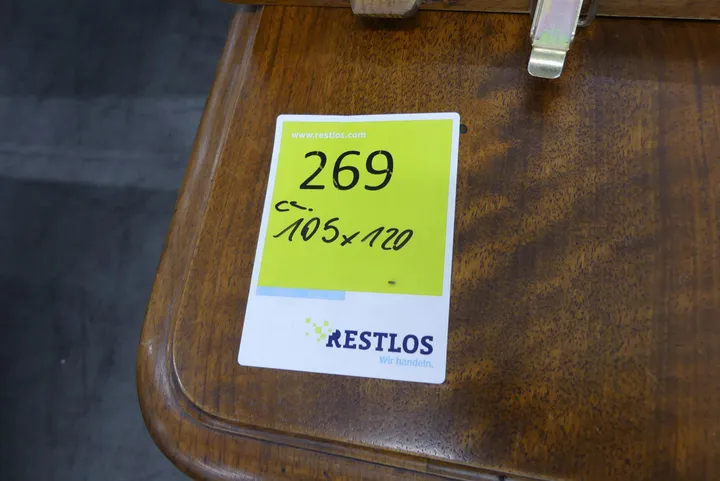 www.restlos.com
269
ca.
105x120
RESTLOS
Wir handeln.